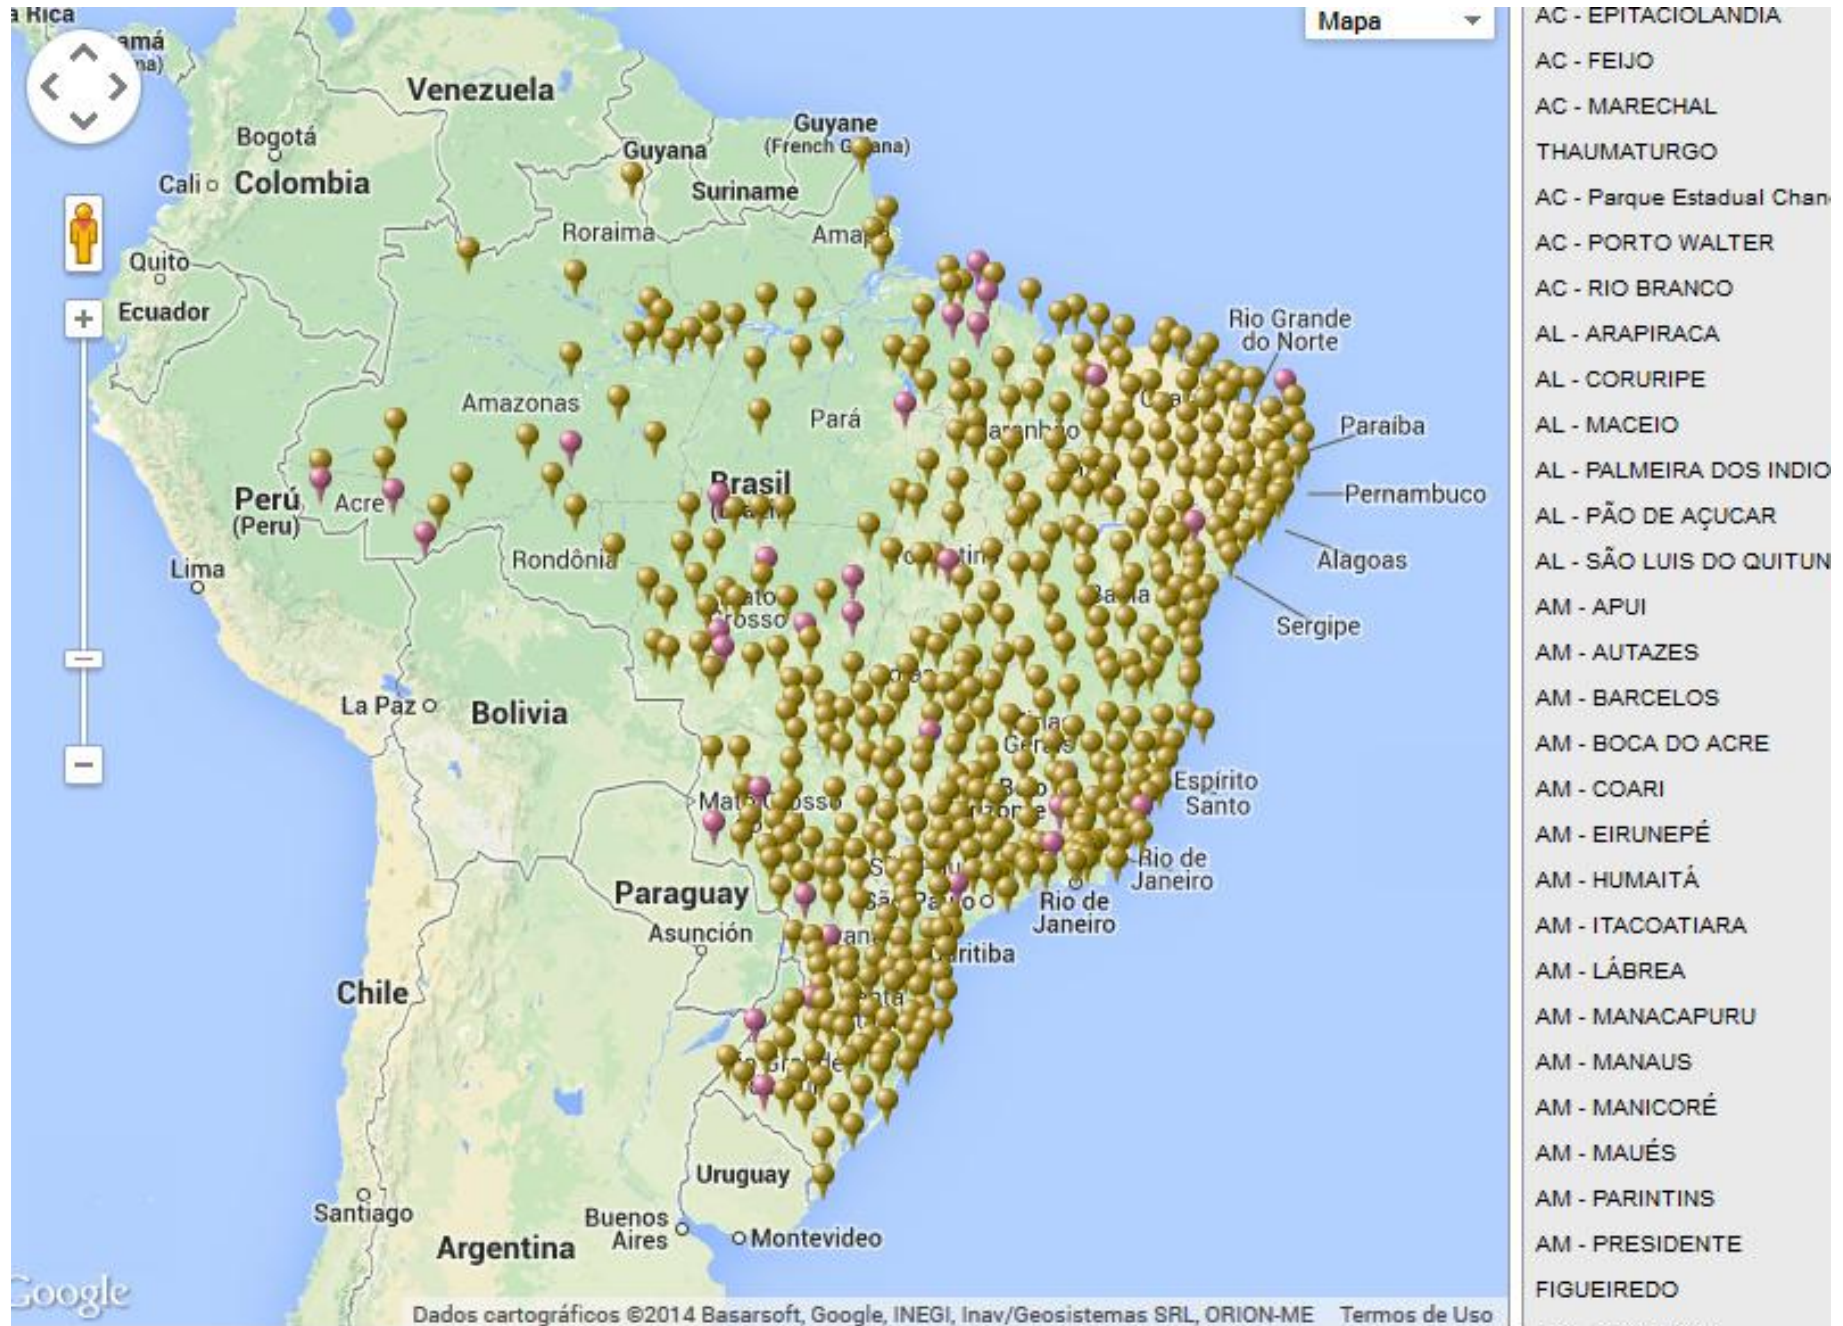 Rica
Mapa
Venezuela
Bogotá
Cali
Colombia
Guyane
(French G ana)
Guyana
Suriname
Roraima
Quito
Ecuador
Rio Grande
do Norte
Amazonas
Pará
Paraíba
Brasil
Pernambuco
Perú
(Peru)
Acre
Alagoas
Lima
Rondônia
Sergipe
La Paz
Bolivia
Espírito
Santo
Paraguay
Asunción
Rio de
Janeiro
Rio de
Janeiro
Chile
Uruguay
Santiago
Buenos
Aires
Montevideo
Argentina
Google
Dados cartográficos ©2014 Basarsoft, Google, INEGI, Inav/Geosistemas SRL, ORION-ME Termos de Uso
AC - EPITACIOLANDIA
AC - FEIJO
AC - MARECHAL
THAUMATURGO
AC - Parque Estadual Chan
AC - PORTO WALTER
AC - RIO BRANCO
AL - ARAPIRACA
AL - CORURIPE
AL - MACEIO
AL - PALMEIRA DOS INDIO
AL - PÃO DE AÇUCAR
AL - SÃO LUIS DO QUITUN
AM - APUI
AM - AUTAZES
AM - BARCELOS
AM - BOCA DO ACRE
AM - COARI
AM - EIRUNEPÉ
AM - HUMAITÁ
AM - ITACOATIARA
AM - LÁBREA
AM - MANACAPURU
AM - MANAUS
AM - MANICORÉ
AM - MAUÉS
AM - PARINTINS
AM - PRESIDENTE
FIGUEIREDO